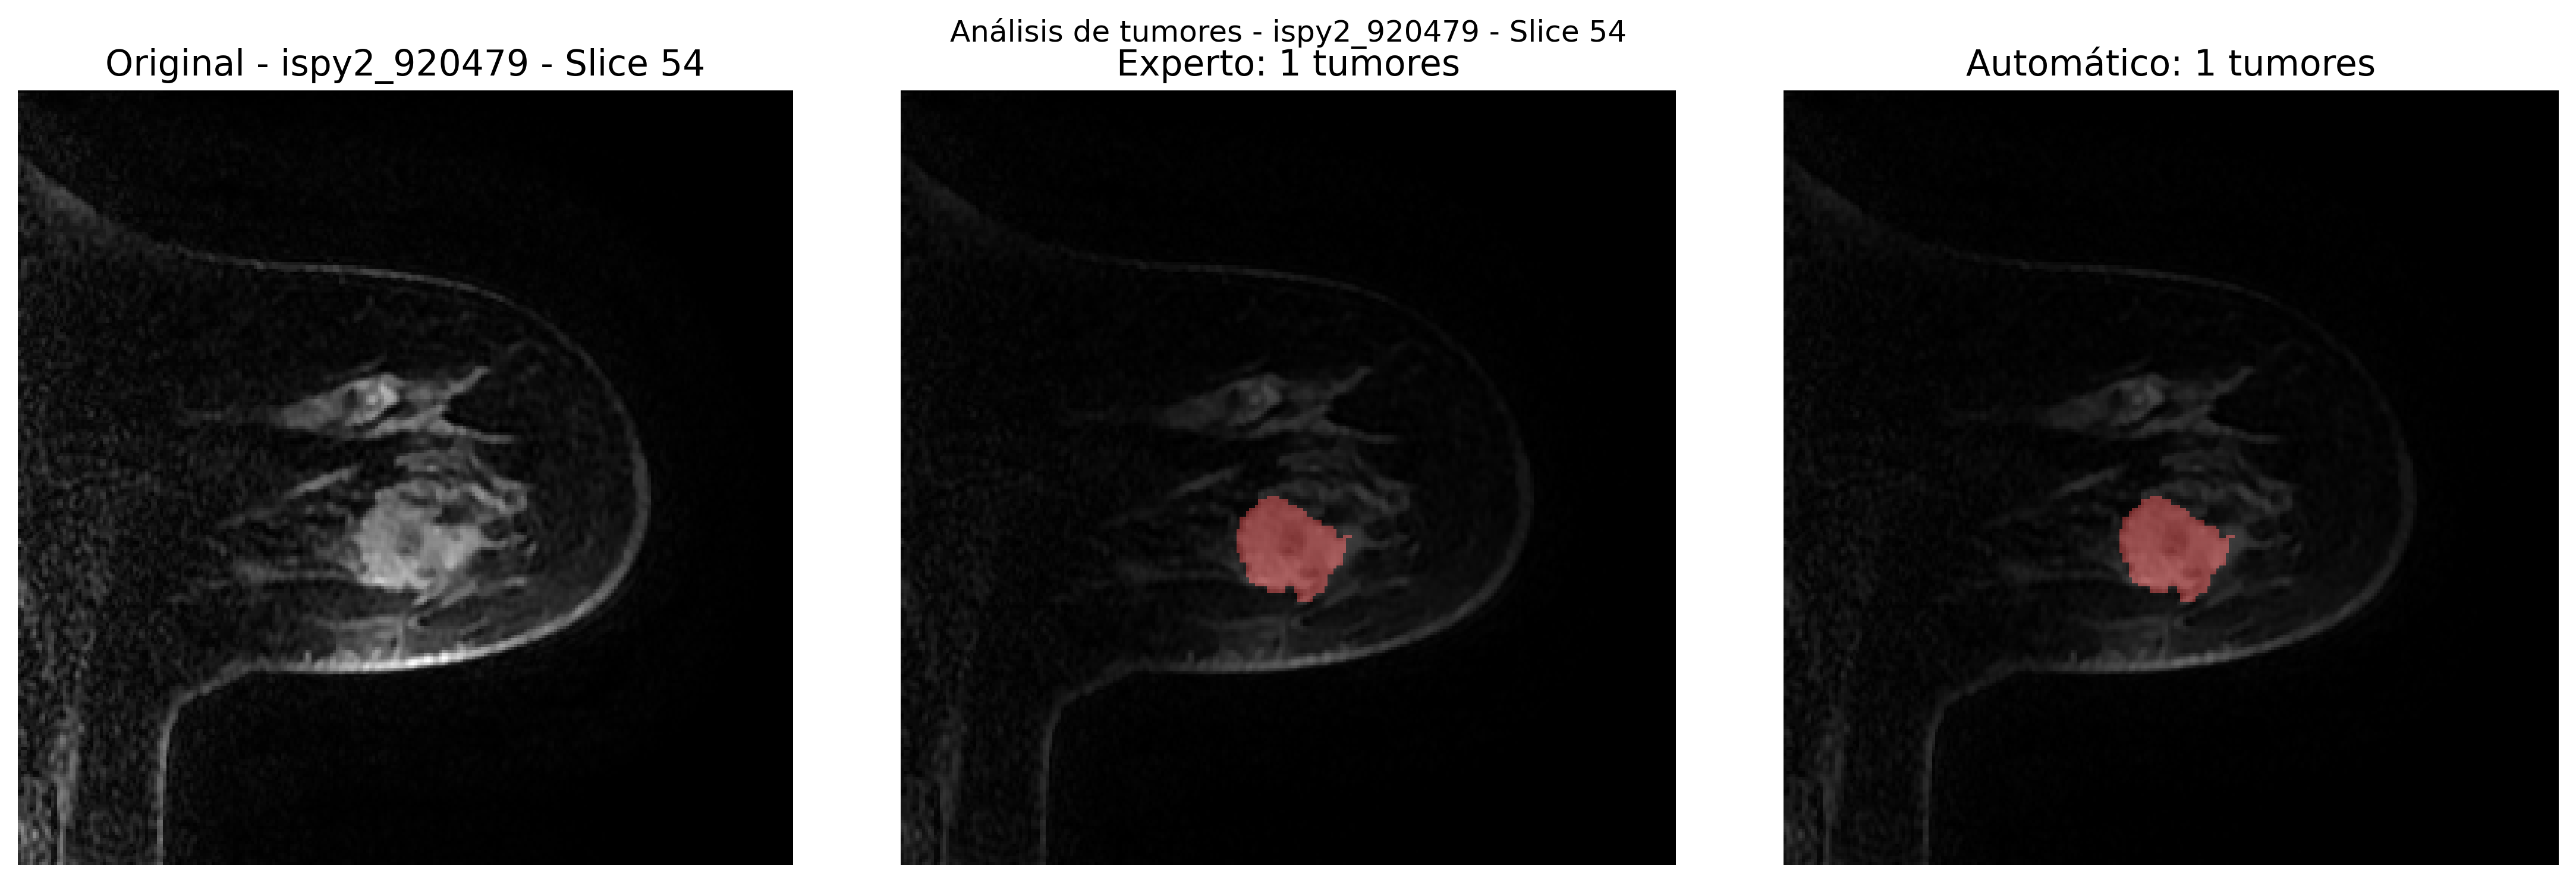 Análisis de tumores - ispy2_920479 - Slice 54
Original - ispy2_920479 - Slice 54
Experto: 1 tumores
Automático: 1 tumores